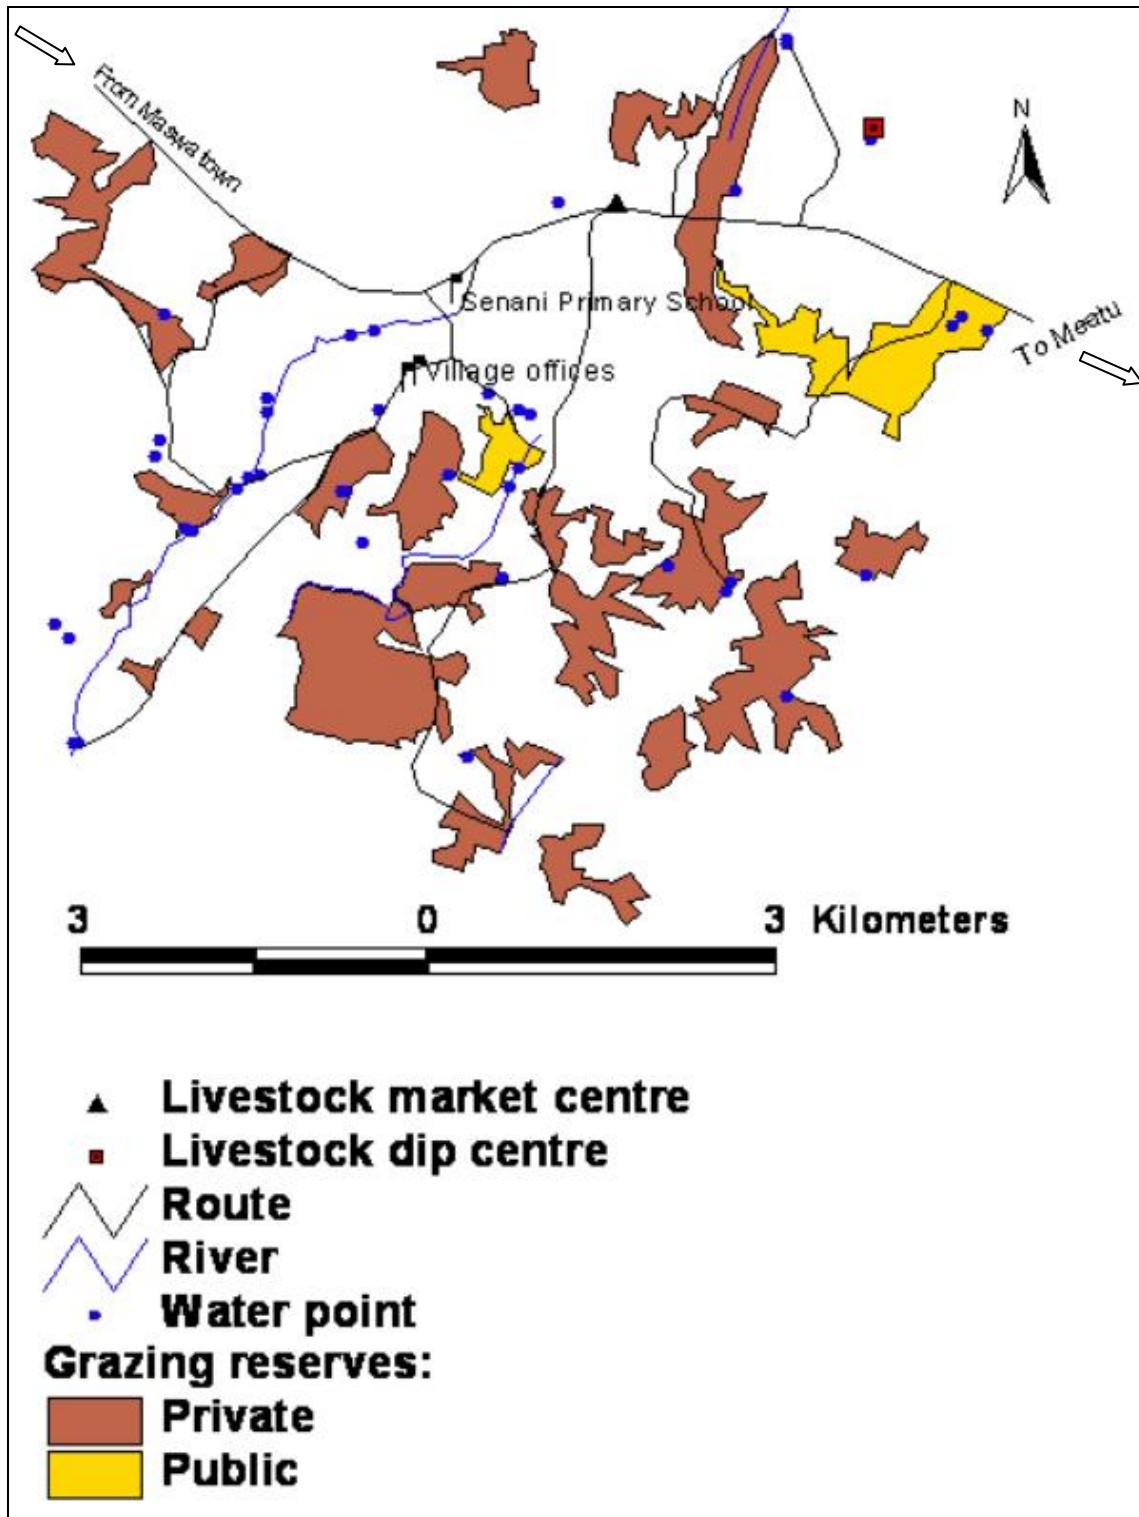 From Maswa town
N
Senani Primary School
To Meatu
Village offices
3 0 3 Kilometers
Livestock market centre
Livestock dip centre
Route
River
Water point
Grazing reserves:
Private
Public